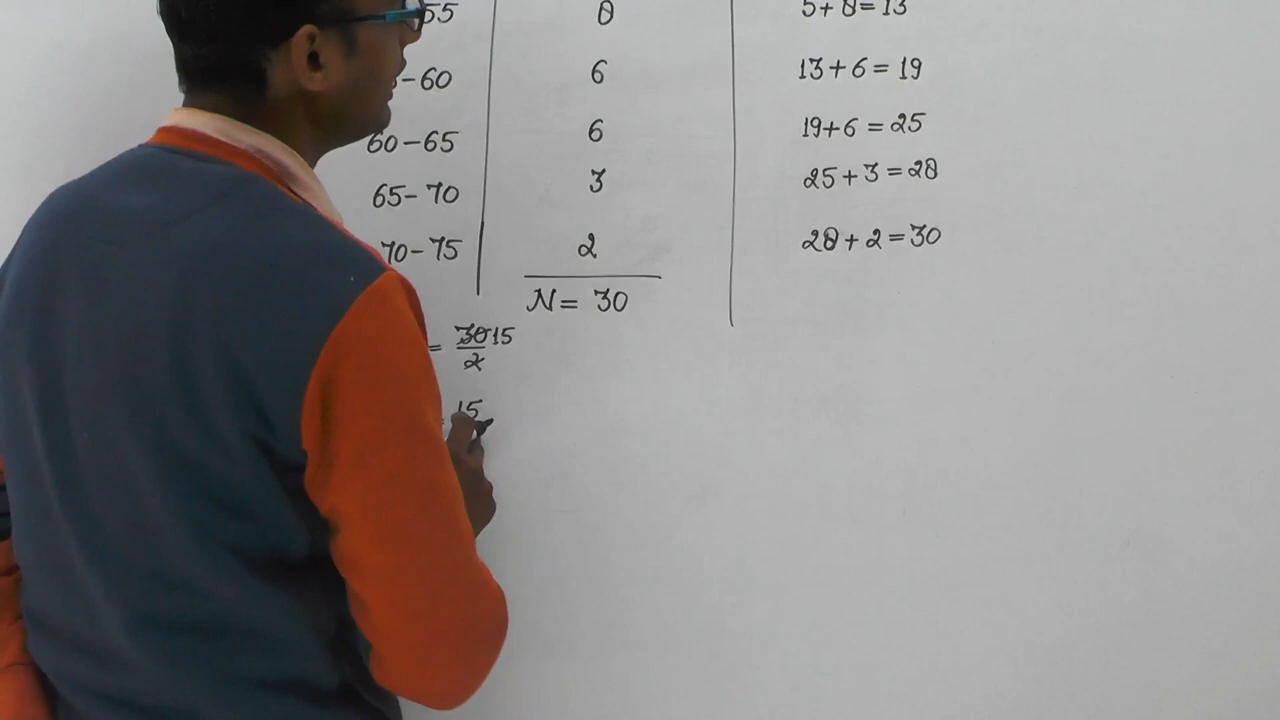 55 8 5+8=13
-60 6 13+6=19
60-65 6 19+6=25
65-70 3 25+3=28
70-75 2 28+2=30
N= 30
= 30/2 15
= 15